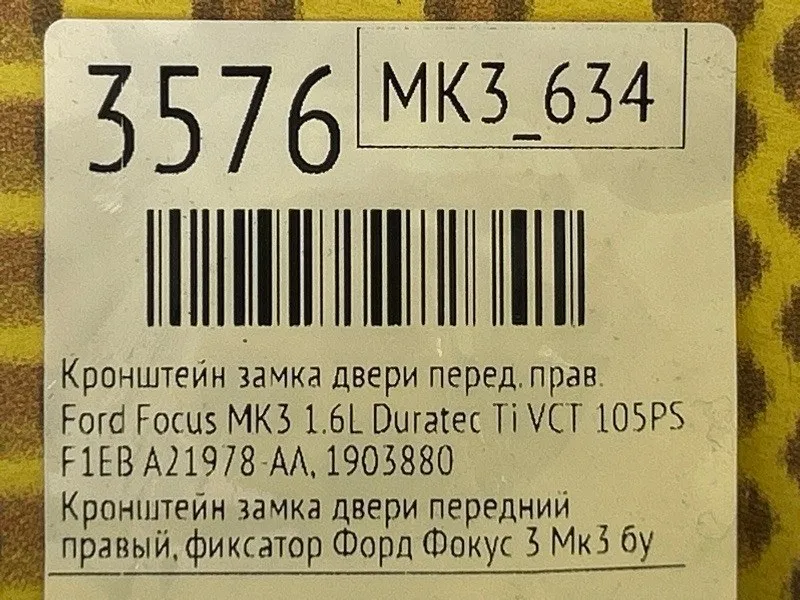 3576
MK3_634
Кронштейн замка двери перед. прав.
Ford Focus MK3 1.6L Duratec Ti VCT 105PS
F1EB A21978-AA, 1903880
Кронштейн замка двери передний
правый, фиксатор Форд Фокус 3 Мк3 бу